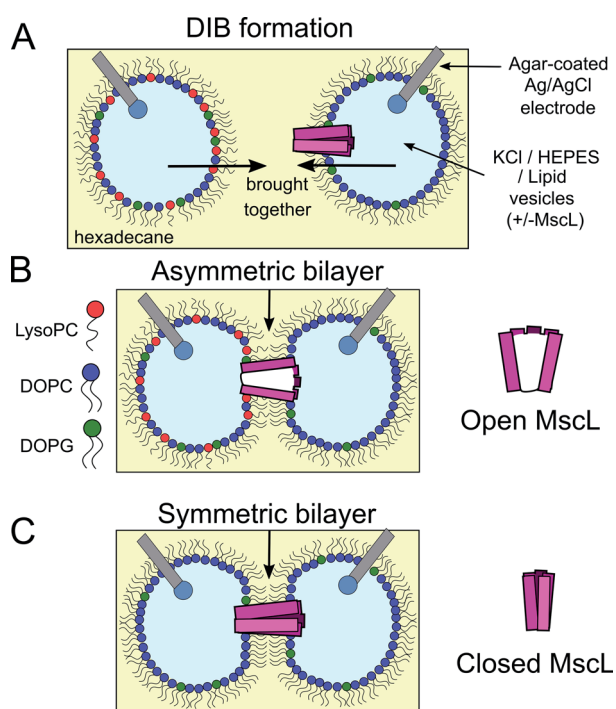 A
DIB formation
Agar-coated
Ag/AgCl
electrode
KCl / HEPES
/ Lipid
vesicles
(+/-MscL)
brought
together
hexadecane
B
Asymmetric bilayer
LysoPC
DOPC
DOPG
Open MscL
C
Symmetric bilayer
Closed MscL